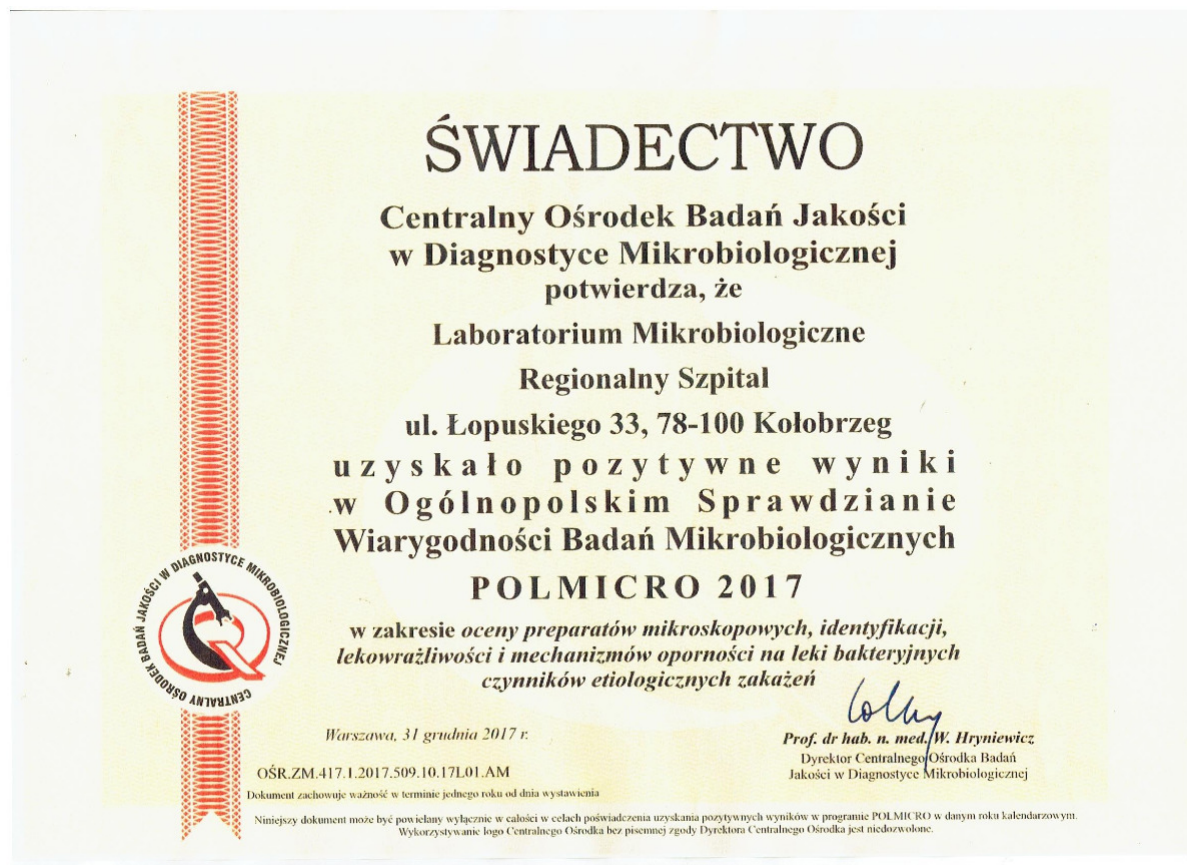 ŚWIADECTWO
Centralny Ośrodek Badań Jakości
w Diagnostyce Mikrobiologicznej
potwierdza, że
Laboratorium Mikrobiologiczne
Regionalny Szpital
ul. Łopuskiego 33, 78-100 Kołobrzeg
uzyskało pozytywne wyniki
w Ogólnopolskim Sprawdzianie
Wiarygodności Badań Mikrobiologicznych
POLMICRO 2017
w zakresie oceny preparatów mikroskopowych, identyfikacji,
lekowrażliwości i mechanizmów oporności na leki bakteryjnych
czynników etiologicznych zakażeń
CENTRALNY OŚRODEK BADAŃ JAKOŚCI W DIAGNOSTYCE MIKROBIOLOGICZNEJ
Warszawa, 31 grudnia 2017 r.
Prof. dr hab. n. med. W. Hryniewicz
Dyrektor Centralnego Ośrodka Badań
Jakości w Diagnostyce Mikrobiologicznej
OŚR.ZM.417.1.2017.509.10.17L01.AM
Dokument zachowuje ważność w terminie jednego roku od dnia wystawienia
Niniejszy dokument może być powielany wyłącznie w całości w celach poświadczenia uzyskania pozytywnych wyników w programie POLMICRO w danym roku kalendarzowym.
Wykorzystywanie logo Centralnego Ośrodka bez pisemnej zgody Dyrektora Centralnego Ośrodka jest niedozwolone.